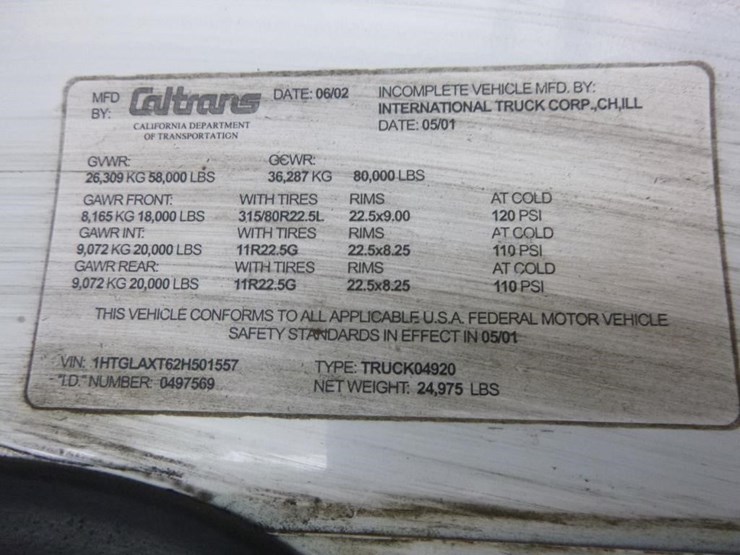 MFD BY: Caltrans DATE: 06/02 INCOMPLETE VEHICLE MFD. BY:
INTERNATIONAL TRUCK CORP.,CH,ILL
CALIFORNIA DEPARTMENT DATE: 05/01
OF TRANSPORTATION
GVWR: GCWR:
26,309 KG 58,000 LBS 36,287 KG 80,000 LBS
GAWR FRONT: WITH TIRES RIMS AT COLD
8,165 KG 18,000 LBS 315/80R22.5L 22.5x9.00 120 PSI
GAWR INT: WITH TIRES RIMS AT COLD
9,072 KG 20,000 LBS 11R22.5G 22.5x8.25 110 PSI
GAWR REAR: WITH TIRES RIMS AT COLD
9,072 KG 20,000 LBS 11R22.5G 22.5x8.25 110 PSI
THIS VEHICLE CONFORMS TO ALL APPLICABLE U.S.A. FEDERAL MOTOR VEHICLE
SAFETY STANDARDS IN EFFECT IN 05/01
VIN: 1HTGLAXT62H501557 TYPE: TRUCK04920
"I.D." NUMBER: 0497569 NET WEIGHT: 24,975 LBS